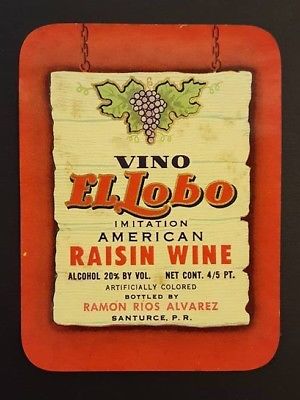 VINO
El Lobo
IMITATION
AMERICAN
RAISIN WINE
ALCOHOL 20% BY VOL. NET CONT. 4/5 PT.
ARTIFICIALLY COLORED
BOTTLED BY
RAMON RIOS ALVAREZ
SANTURCE, P. R.